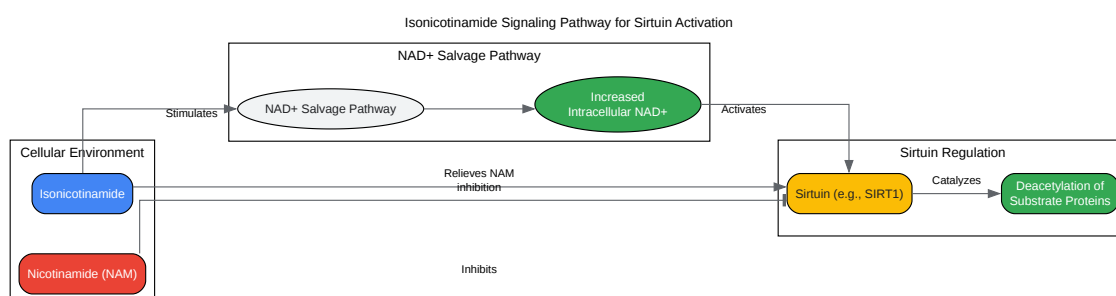 Isonicotinamide Signaling Pathway for Sirtuin Activation
NAD+ Salvage Pathway
NAD+ Salvage Pathway
Increased
Intracellular NAD+
Stimulates
Activates
Cellular Environment
Isonicotinamide
Nicotinamide (NAM)
Relieves NAM
inhibition
Inhibits
Sirtuin Regulation
Sirtuin (e.g., SIRT1)
Catalyzes
Deacetylation of
Substrate Proteins